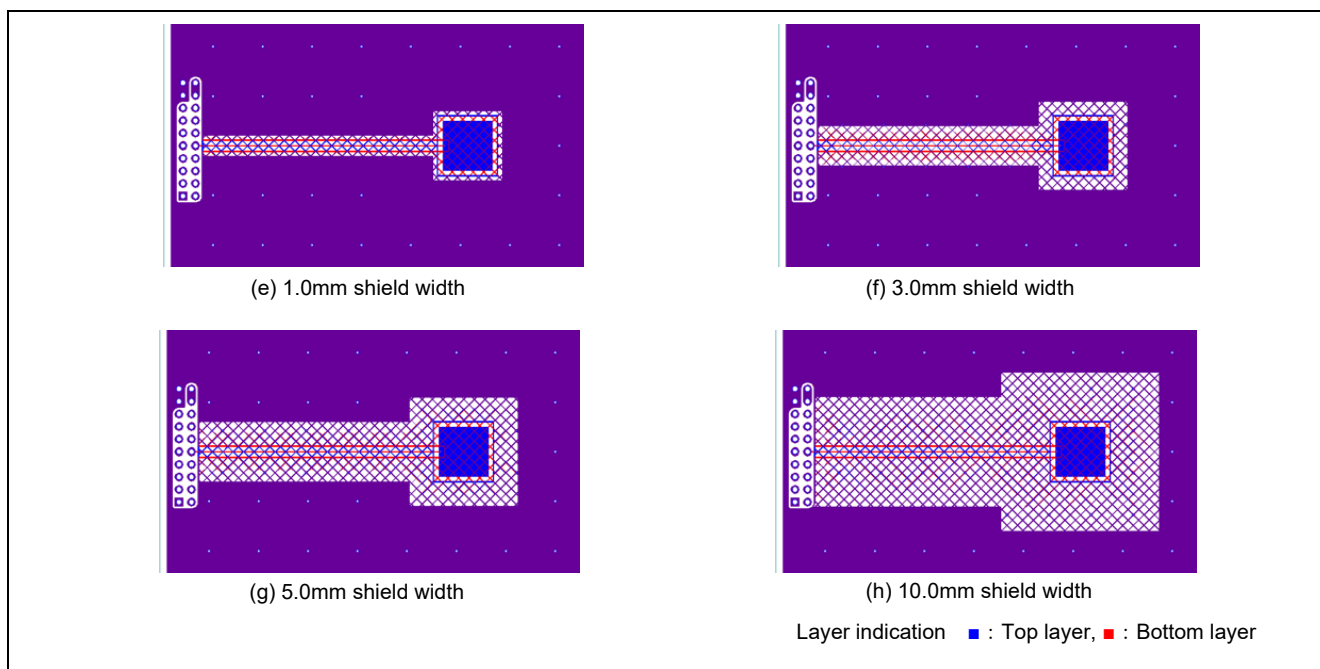 (e) 1.0mm shield width
(f) 3.0mm shield width
(g) 5.0mm shield width
(h) 10.0mm shield width
Layer indication ■ : Top layer, ■ : Bottom layer